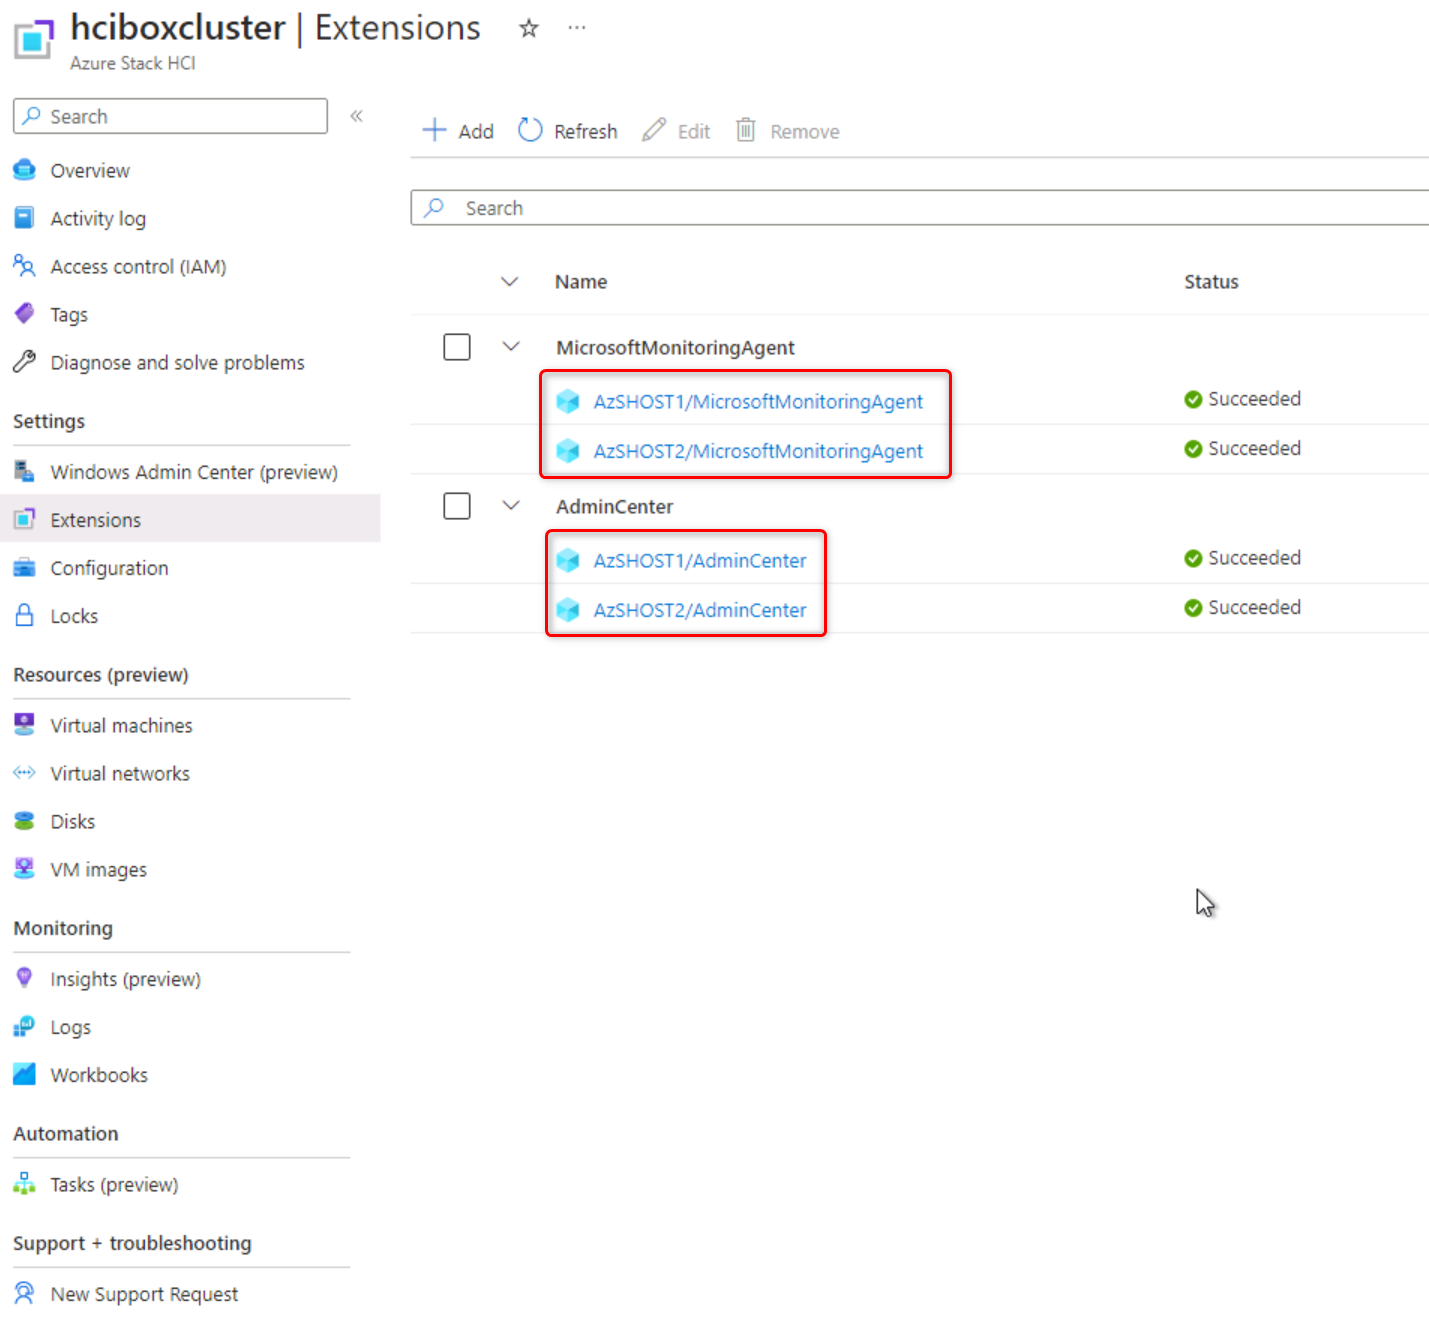 hciboxcluster | Extensions
Azure Stack HCI
Search
Add Refresh Edit Remove
Overview
Activity log
Access control (IAM)
Tags
Diagnose and solve problems
Settings
Windows Admin Center (preview)
Extensions
Configuration
Locks
Resources (preview)
Virtual machines
Virtual networks
Disks
VM images
Monitoring
Insights (preview)
Logs
Workbooks
Automation
Tasks (preview)
Support + troubleshooting
New Support Request
Search
Name Status
MicrosoftMonitoringAgent
AzSHOST1/MicrosoftMonitoringAgent Succeeded
AzSHOST2/MicrosoftMonitoringAgent Succeeded
AdminCenter
AzSHOST1/AdminCenter Succeeded
AzSHOST2/AdminCenter Succeeded